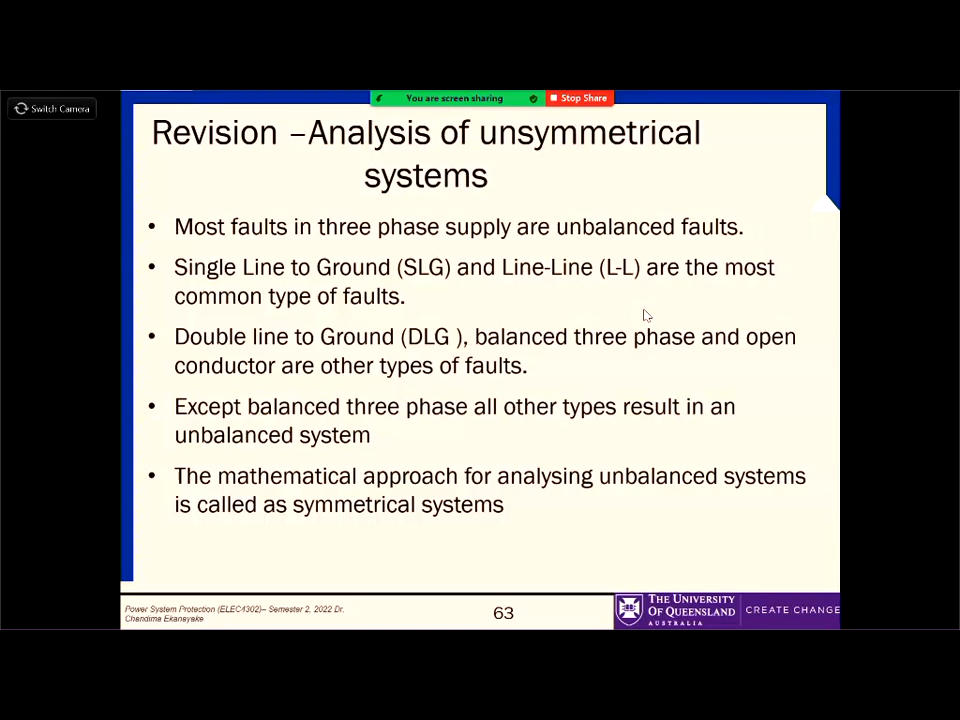 Switch Camera
You are screen sharing
Stop Share
Revision –Analysis of unsymmetrical
systems
• Most faults in three phase supply are unbalanced faults.
• Single Line to Ground (SLG) and Line-Line (L-L) are the most
common type of faults.
• Double line to Ground (DLG ), balanced three phase and open
conductor are other types of faults.
• Except balanced three phase all other types result in an
unbalanced system
• The mathematical approach for analysing unbalanced systems
is called as symmetrical systems
Power System Protection (ELEC4302)– Semester 2, 2022 Dr.
Chandima Ekanayake
63
THE UNIVERSITY
OF QUEENSLAND
AUSTRALIA
CREATE CHANGE